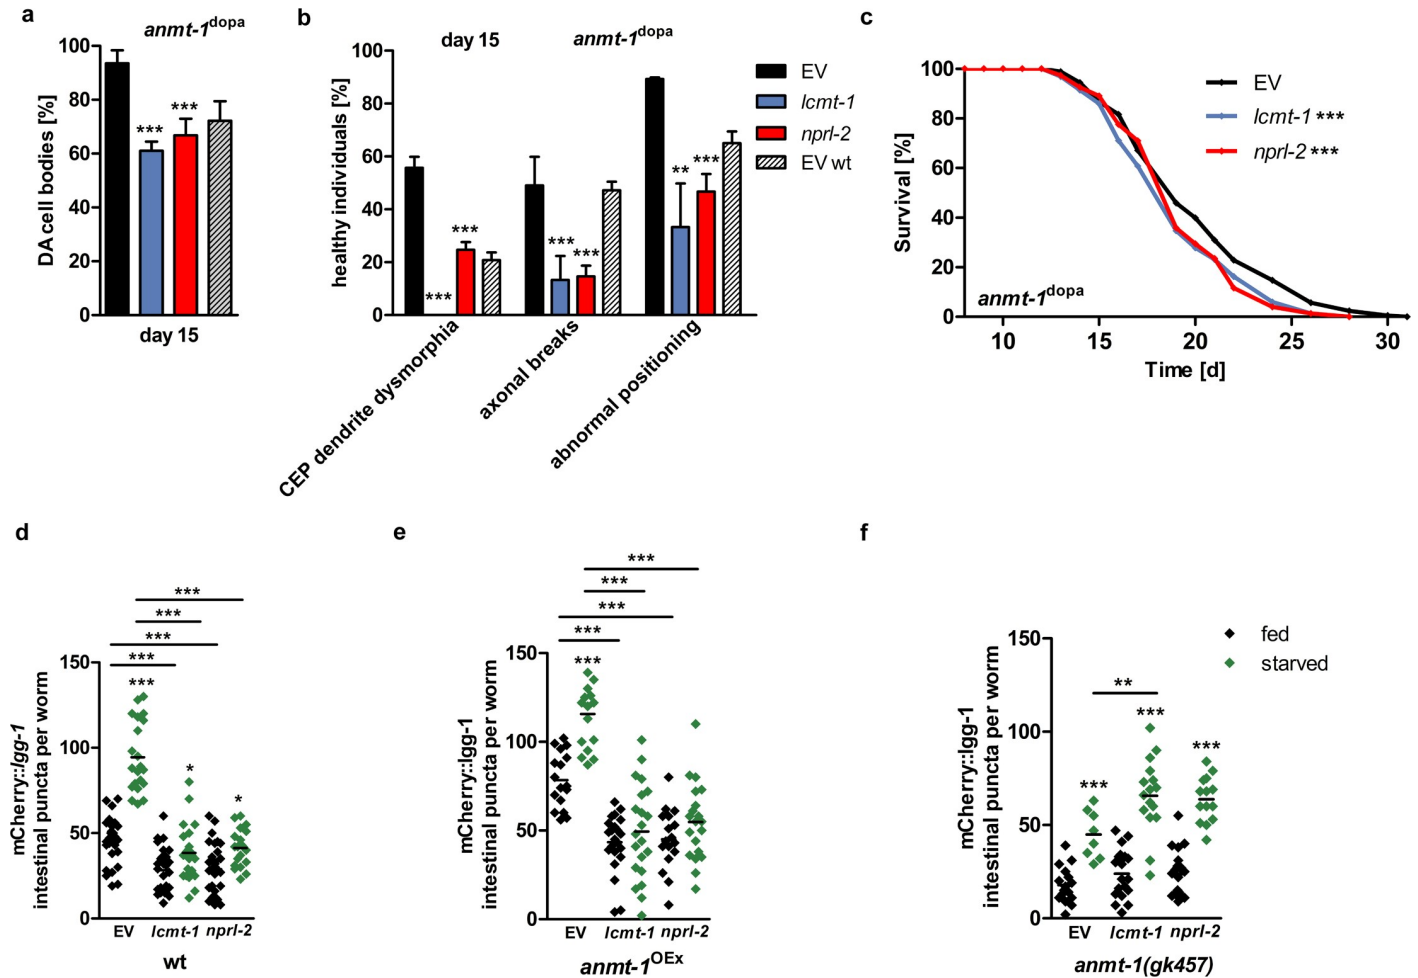 a
anmt-1dopa
DA cell bodies [%]
100
80
60
40
20
0
***
***
day 15
b
day 15
anmt-1dopa
healthy individuals [%]
100
80
60
40
20
0
***
***
***
***
**
***
CEP dendrite dysmorphia
axonal breaks
abnormal positioning
EV
lcmt-1
nprl-2
EV wt
c
Survival [%]
100
80
60
40
20
0
EV
lcmt-1 ***
nprl-2 ***
anmt-1dopa
10
15
20
25
30
Time [d]
d
mCherry::lgg-1
intestinal puncta per worm
150
100
50
0
***
***
***
***
***
*
*
EV
lcmt-1
nprl-2
wt
e
mCherry::lgg-1
intestinal puncta per worm
150
100
50
0
***
***
***
***
***
EV
lcmt-1
nprl-2
anmt-1OEx
f
mCherry::lgg-1
intestinal puncta per worm
150
100
50
0
**
***
***
***
fed
starved
EV
lcmt-1
nprl-2
anmt-1(gk457)